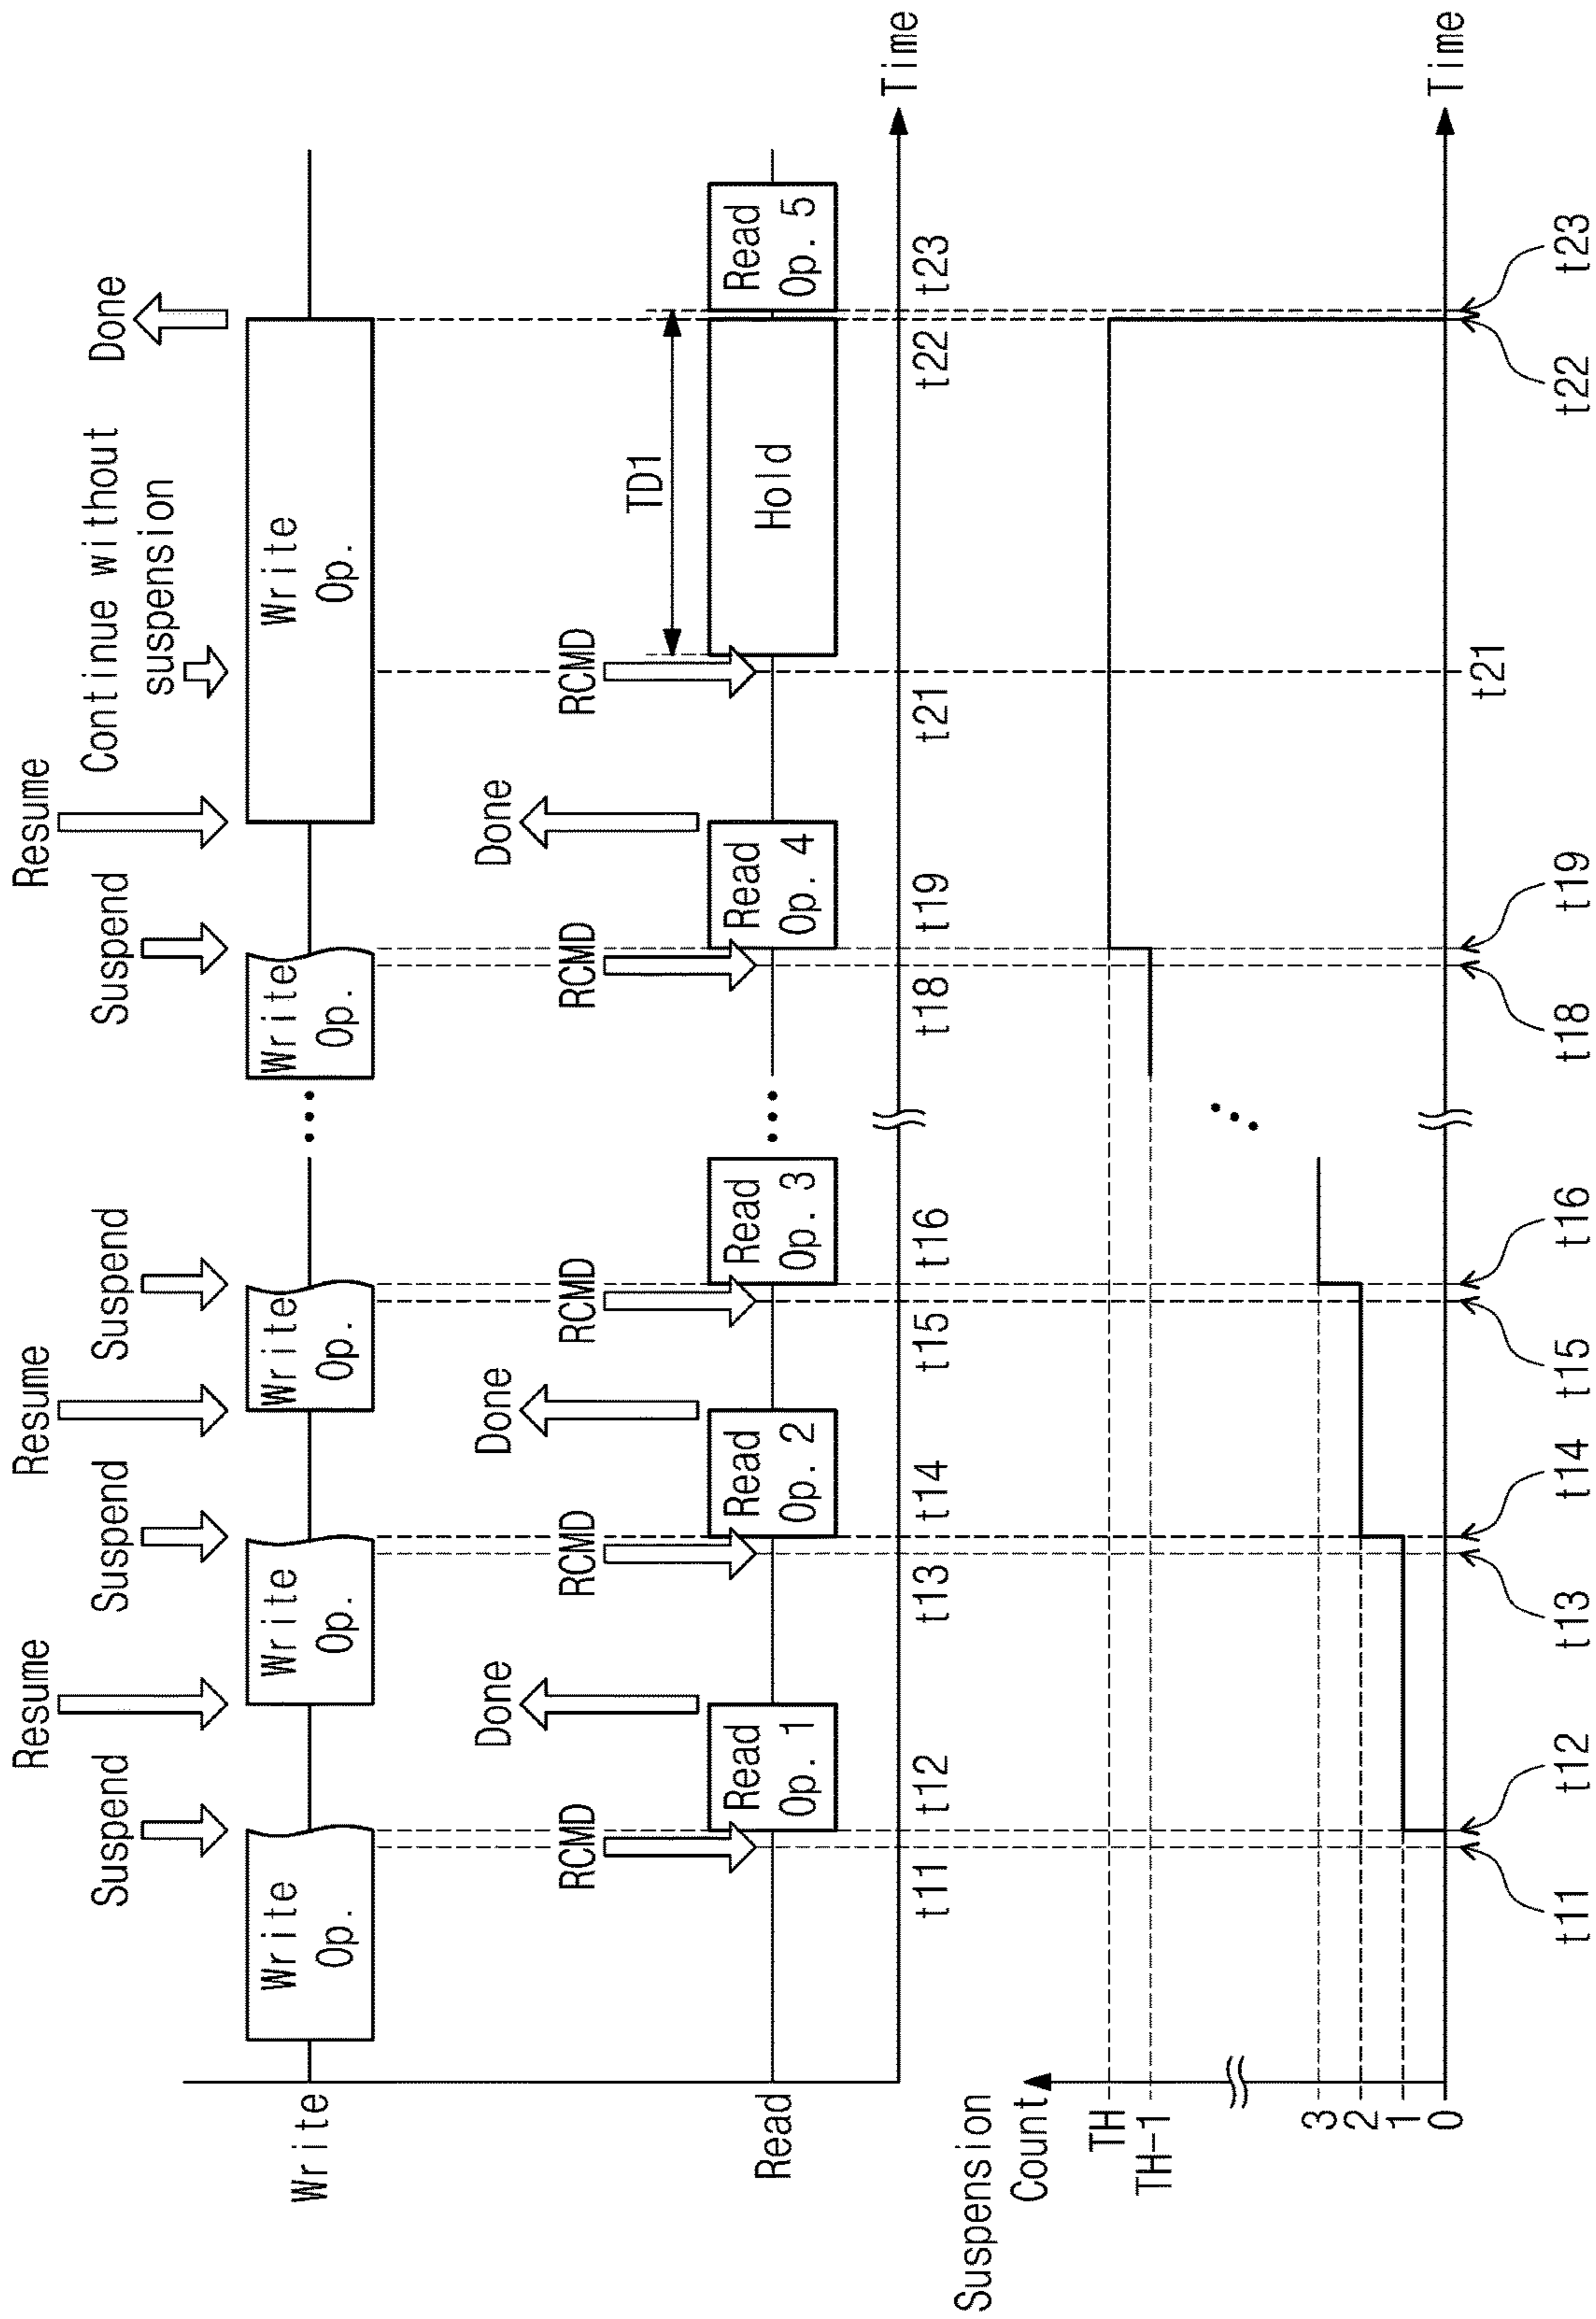 Suspend
Resume
Suspend
Resume
Suspend
Suspend
Resume
Continue without
suspension
Done
Write
Write
Op.
Write
Op.
Write
Op.
Write
Op.
Write
Op.
RCMD
Done
RCMD
Done
RCMD
RCMD
Done
RCMD
TD1
Read
Read
Op. 1
Read
Op. 2
Read
Op. 3
Read
Op. 4
Hold
Read
Op. 5
t11
t12
t13
t14
t15
t16
t18
t19
t21
t22
t23
Time
Suspension
Count
TH
TH-1
3
2
1
0
Time
t11
t12
t13
t14
t15
t16
t18
t19
t21
t22
t23